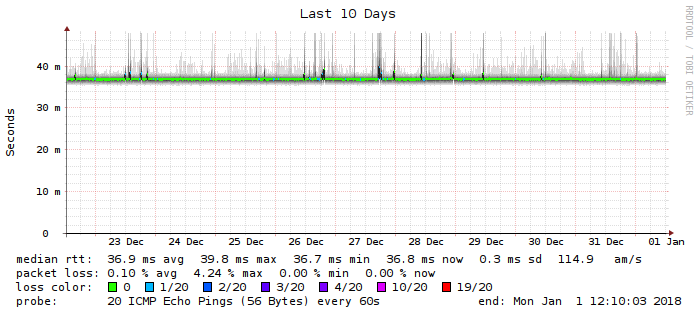 Last 10 Days
RRDTOOL / TOBI OETIKER
Seconds
40 m
30 m
20 m
10 m
0
23 Dec 24 Dec 25 Dec 26 Dec 27 Dec 28 Dec 29 Dec 30 Dec 31 Dec 01 Jan
median rtt: 36.9 ms avg 39.8 ms max 36.7 ms min 36.8 ms now 0.3 ms sd 114.9 am/s
packet loss: 0.10 % avg 4.24 % max 0.00 % min 0.00 % now
loss color: 0 1/20 2/20 3/20 4/20 10/20 19/20
probe: 20 ICMP Echo Pings (56 Bytes) every 60s end: Mon Jan 1 12:10:03 2018